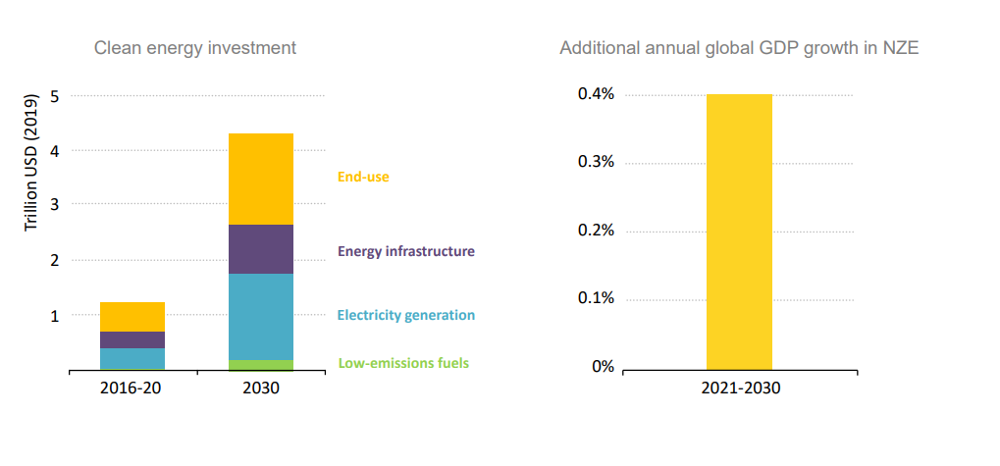 Clean energy investment
Trillion USD (2019)
5
4
3
2
1
2016-20
2030
End-use
Energy infrastructure
Electricity generation
Low-emissions fuels
Additional annual global GDP growth in NZE
0.4%
0.3%
0.2%
0.1%
0%
2021-2030